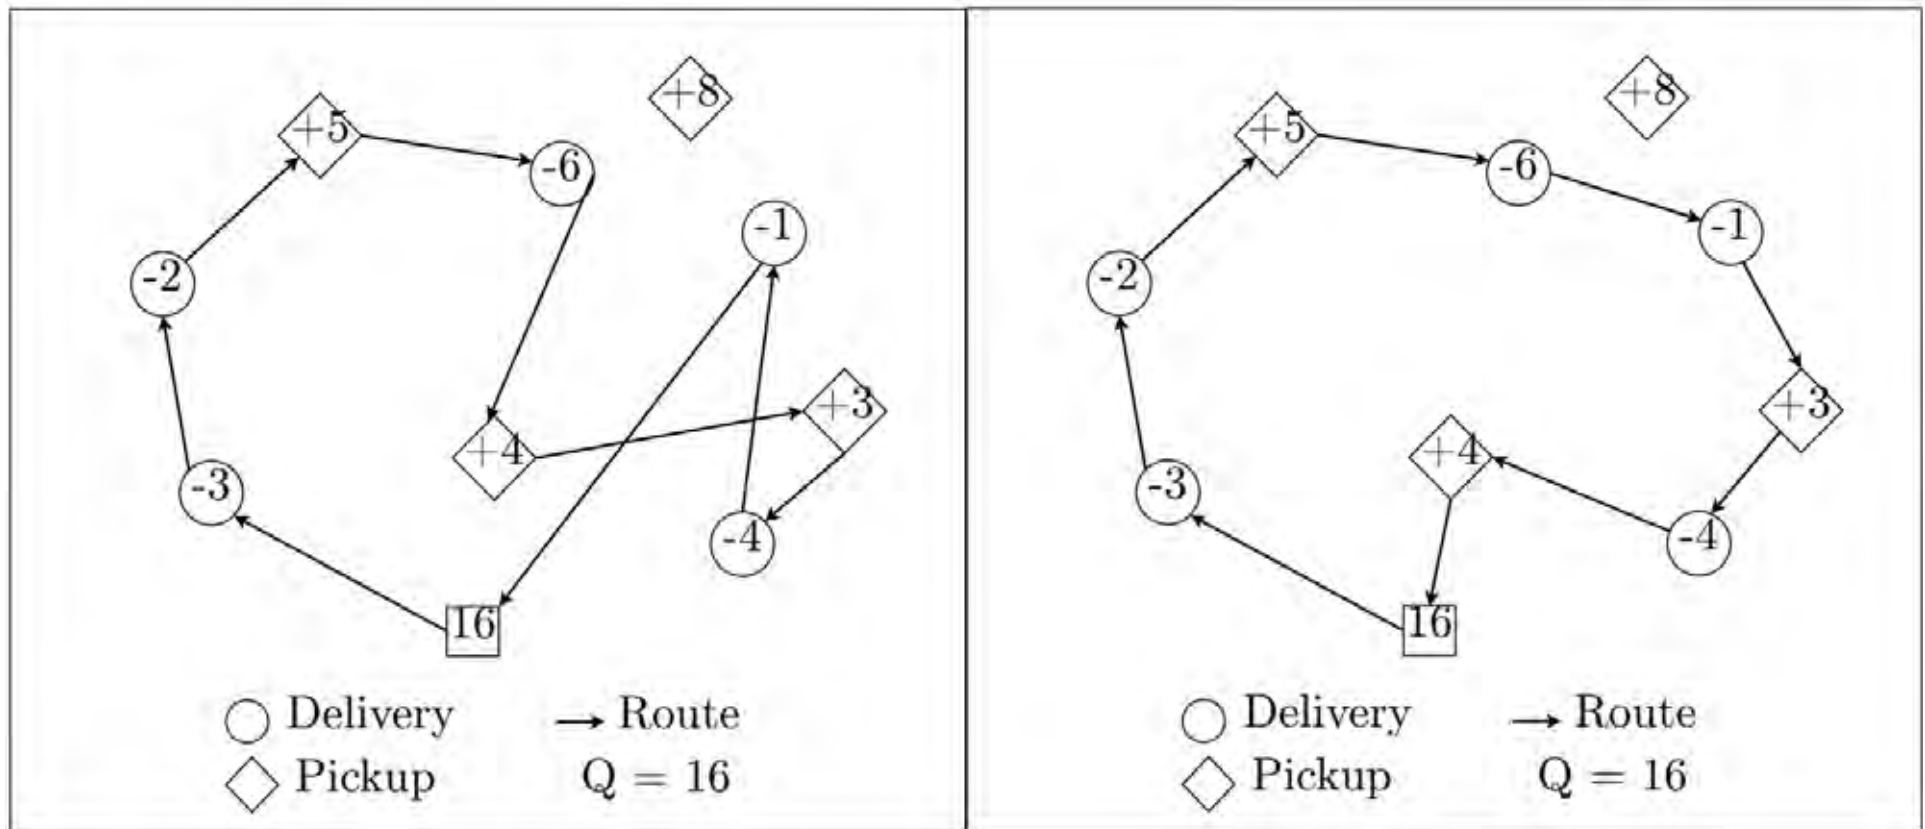 +8
+5
-6
-1
-2
+3
+4
-3
-4
16
Delivery
Route
Pickup
Q = 16
+8
+5
-6
-1
-2
+3
+4
-3
-4
16
Delivery
Route
Pickup
Q = 16